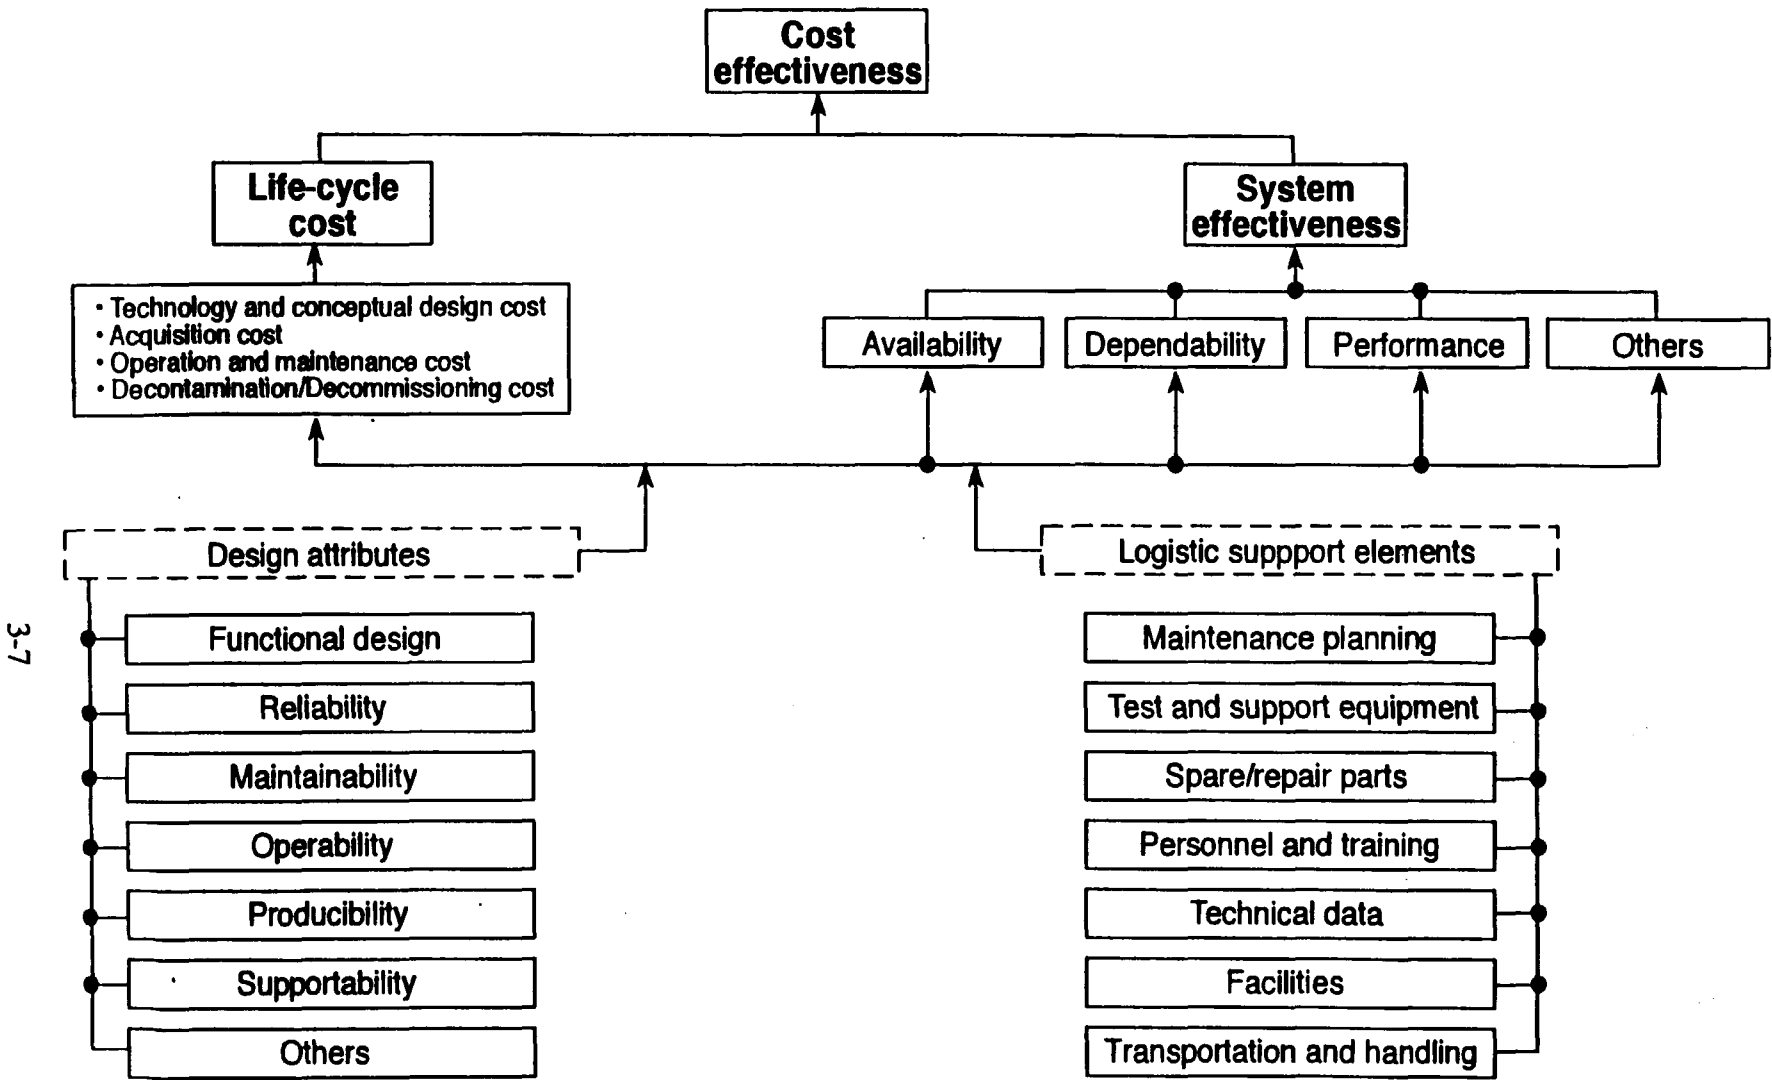 Cost
effectiveness
Life-cycle
cost
System
effectiveness
· Technology and conceptual design cost
· Acquisition cost
· Operation and maintenance cost
· Decontamination/Decommissioning cost
Availability
Dependability
Performance
Others
Design attributes
Functional design
Reliability
Maintainability
Operability
Producibility
Supportability
Others
Logistic suppport elements
Maintenance planning
Test and support equipment
Spare/repair parts
Personnel and training
Technical data
Facilities
Transportation and handling
3-7